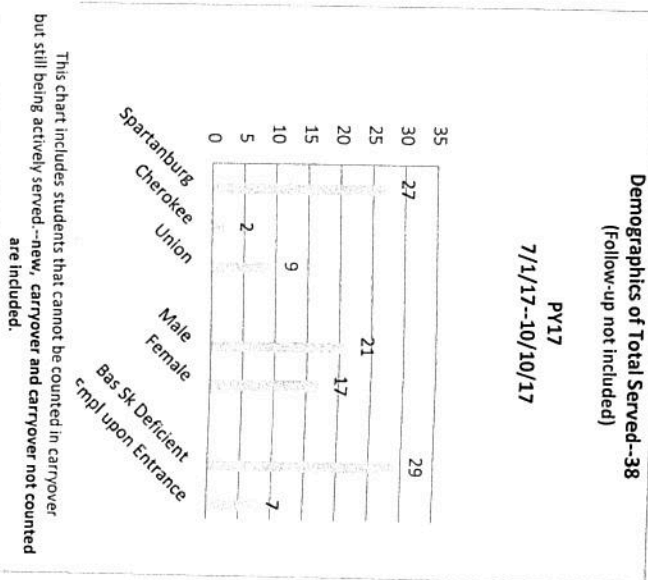 Demographics of Total Served--38
(Follow-up not included)
PY17
7/1/17--10/10/17
35
30
25
20
15
10
5
0
27
2
9
21
17
29
7
Spartanburg
Cherokee
Union
Male
Female
Bas Sk Deficient
Empl upon Entrance
This chart includes students that cannot be counted in carryover
but still being actively served.--new, carryover and carryover not counted
are included.